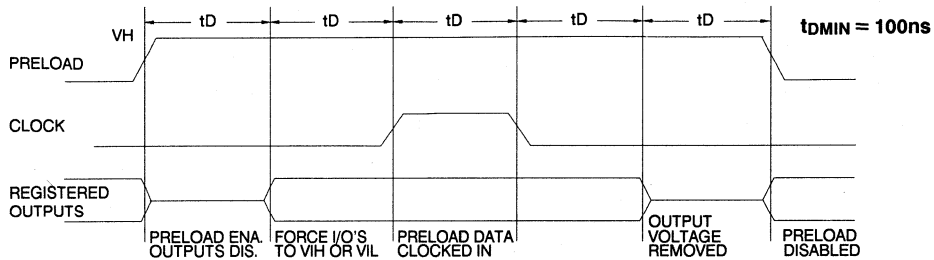 tD tD tD tD tD
tDMIN = 100ns
VH
PRELOAD
CLOCK
REGISTERED
OUTPUTS
PRELOAD ENA.
OUTPUTS DIS.
FORCE I/O'S
TO VIH OR VIL
PRELOAD DATA
CLOCKED IN
OUTPUT
VOLTAGE
REMOVED
PRELOAD
DISABLED